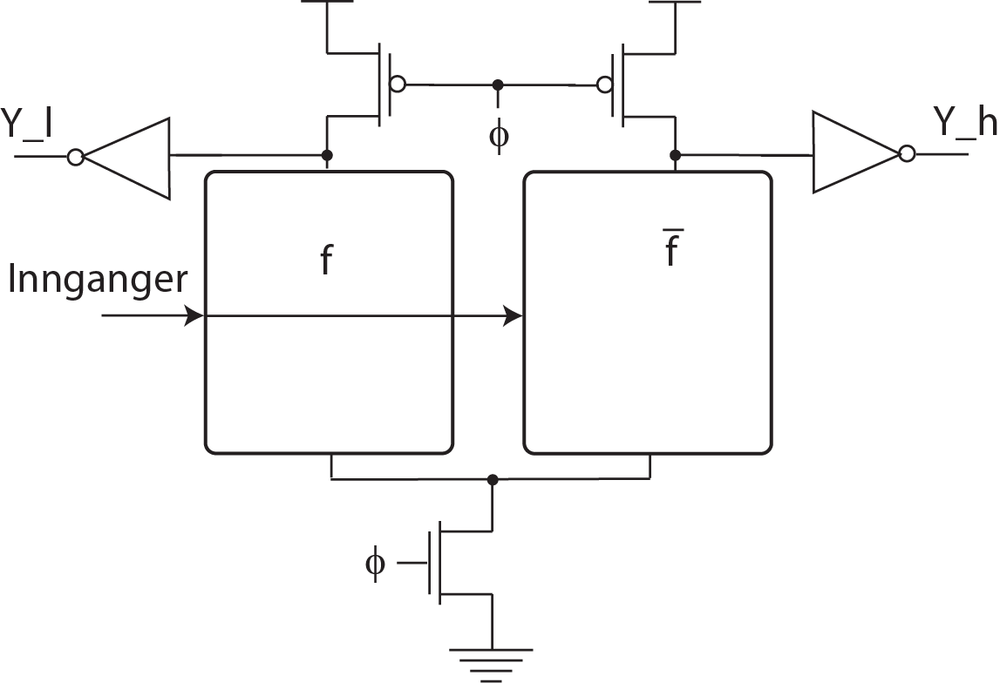 Y_l
Y_h
ϕ
f
f̅
Innganger
ϕ